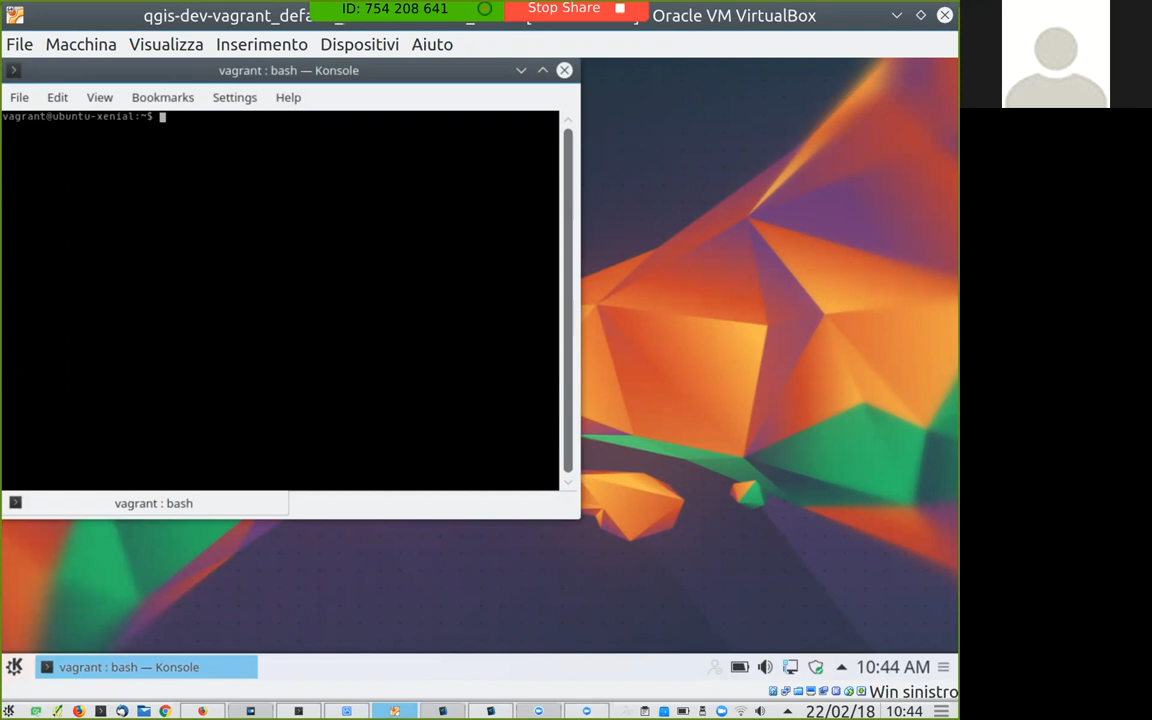 qgis-dev-vagrant_defa
ID: 754 208 641
Stop Share
Oracle VM VirtualBox
File Macchina Visualizza Inserimento Dispositivi Aiuto
vagrant : bash — Konsole
File Edit View Bookmarks Settings Help
vagrant@ubuntu-xenial:~$
vagrant : bash
vagrant : bash — Konsole
10:44 AM
Win sinistro
22/02/18 10:44